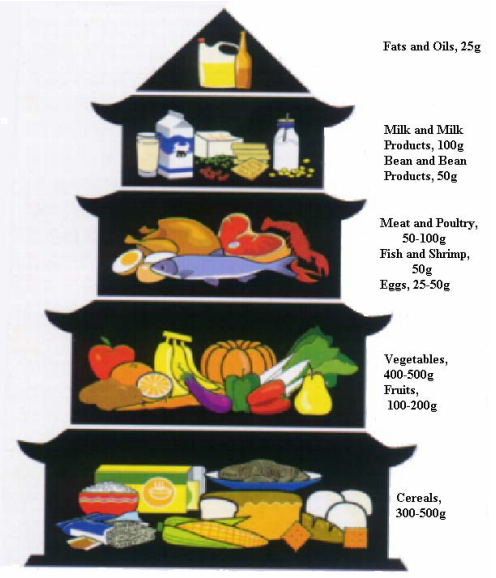 Fats and Oils, 25g
Milk and Milk
Products, 100g
Bean and Bean
Products, 50g
Meat and Poultry,
50-100g
Fish and Shrimp,
50g
Eggs, 25-50g
Vegetables,
400-500g
Fruits,
100-200g
Cereals,
300-500g